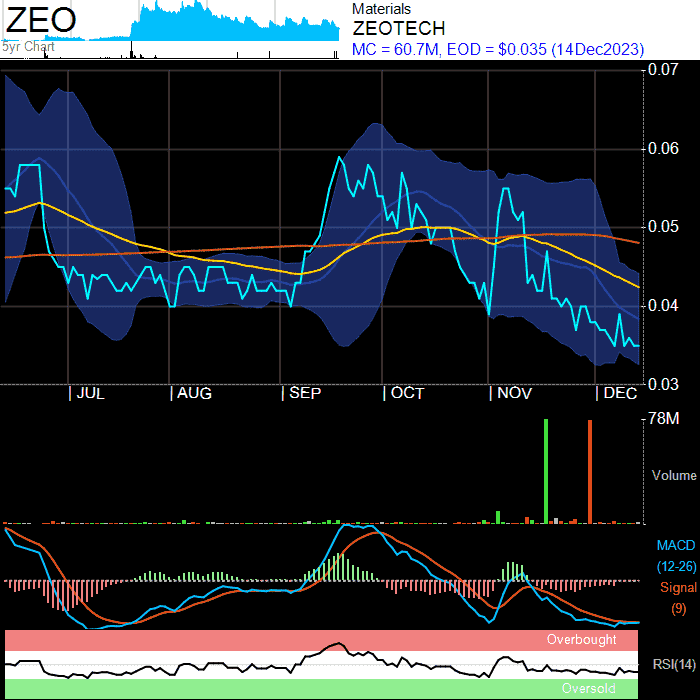 ZEO
5yr Chart
Materials
ZEOTECH
MC = 60.7M, EOD = $0.035 (14Dec2023)
0.07
0.06
0.05
0.04
0.03
JUL
AUG
SEP
OCT
NOV
DEC
78M
Volume
MACD
(12-26)
Signal
(9)
Overbought
RSI(14)
Oversold